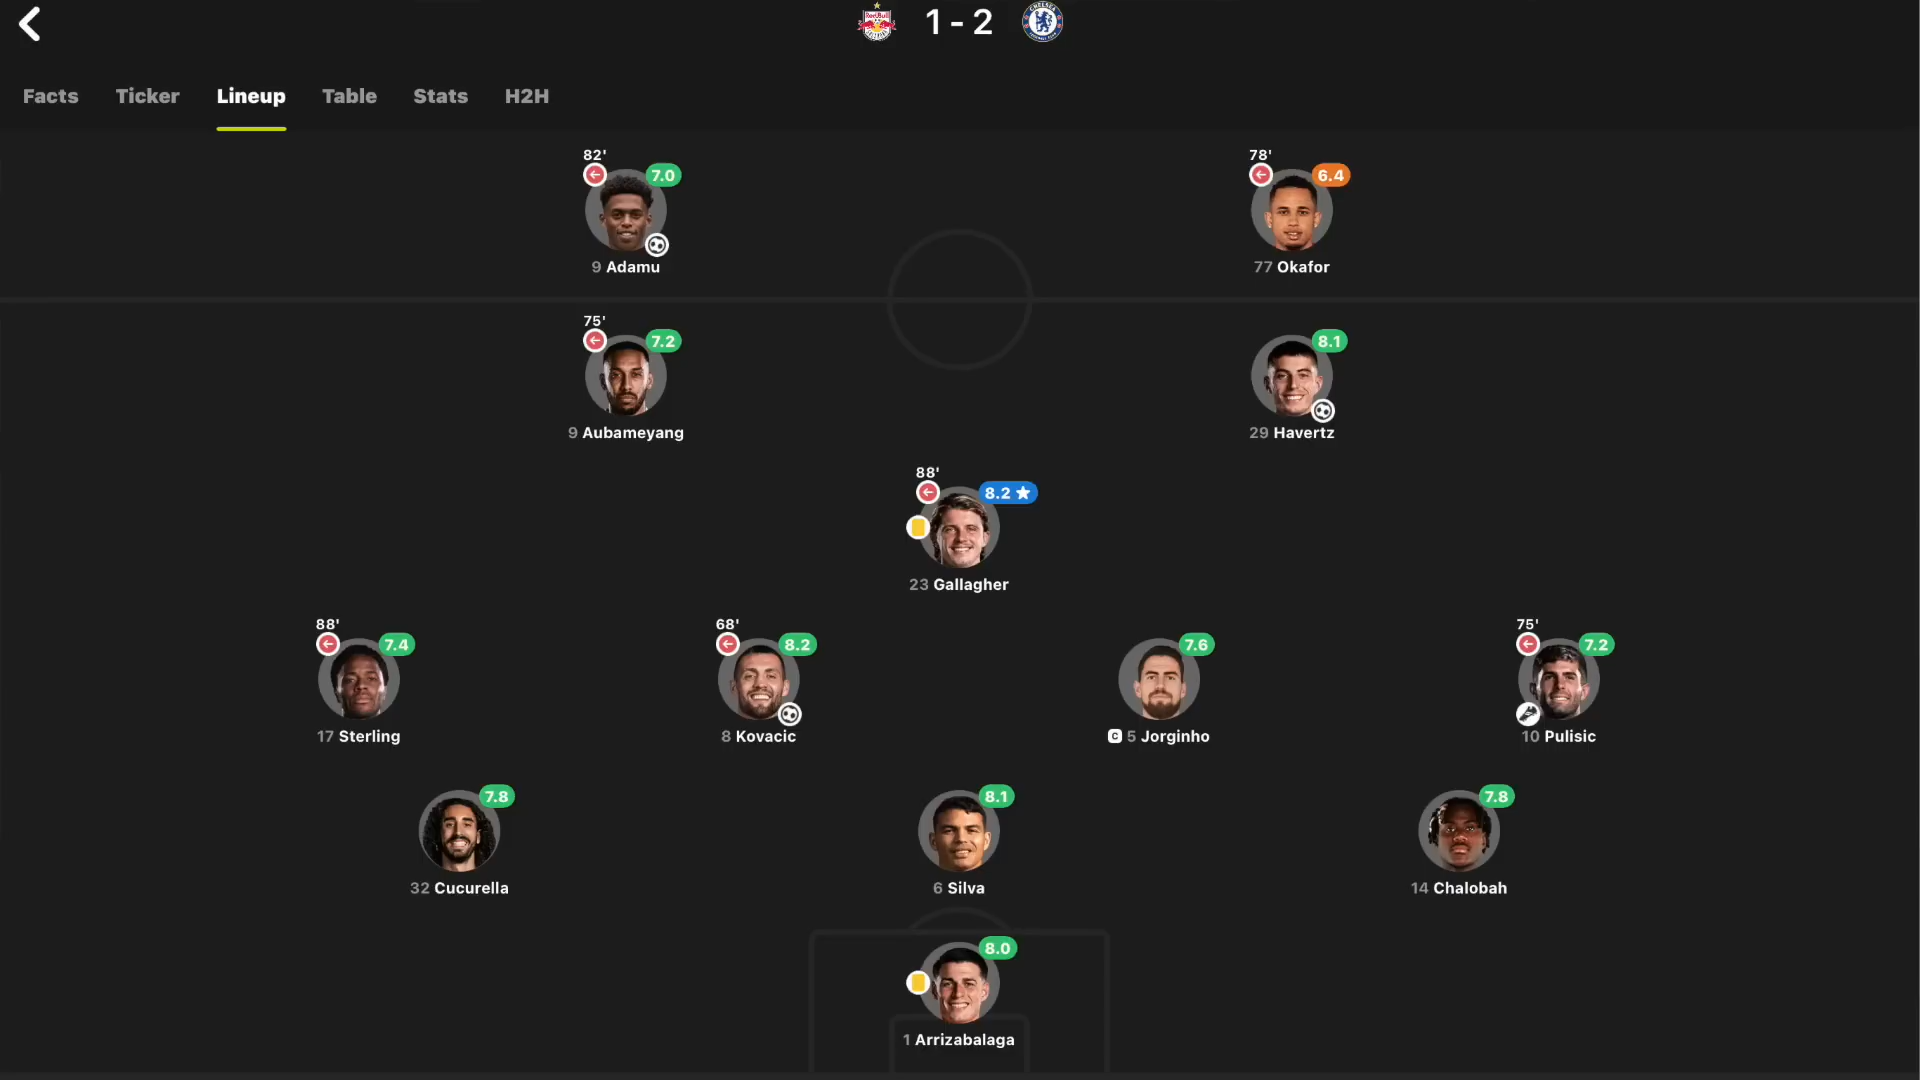 1 - 2
Facts Ticker Lineup Table Stats H2H
82' 78'
7.0 6.4
9 Adamu 77 Okafor
75'
7.2 8.1
9 Aubameyang 29 Havertz
88'
8.2
23 Gallagher
88' 68' 75'
7.4 8.2 7.6 7.2
17 Sterling 8 Kovacic C 5 Jorginho 10 Pulisic
7.8 8.1 7.8
32 Cucurella 6 Silva 14 Chalobah
8.0
1 Arrizabalaga